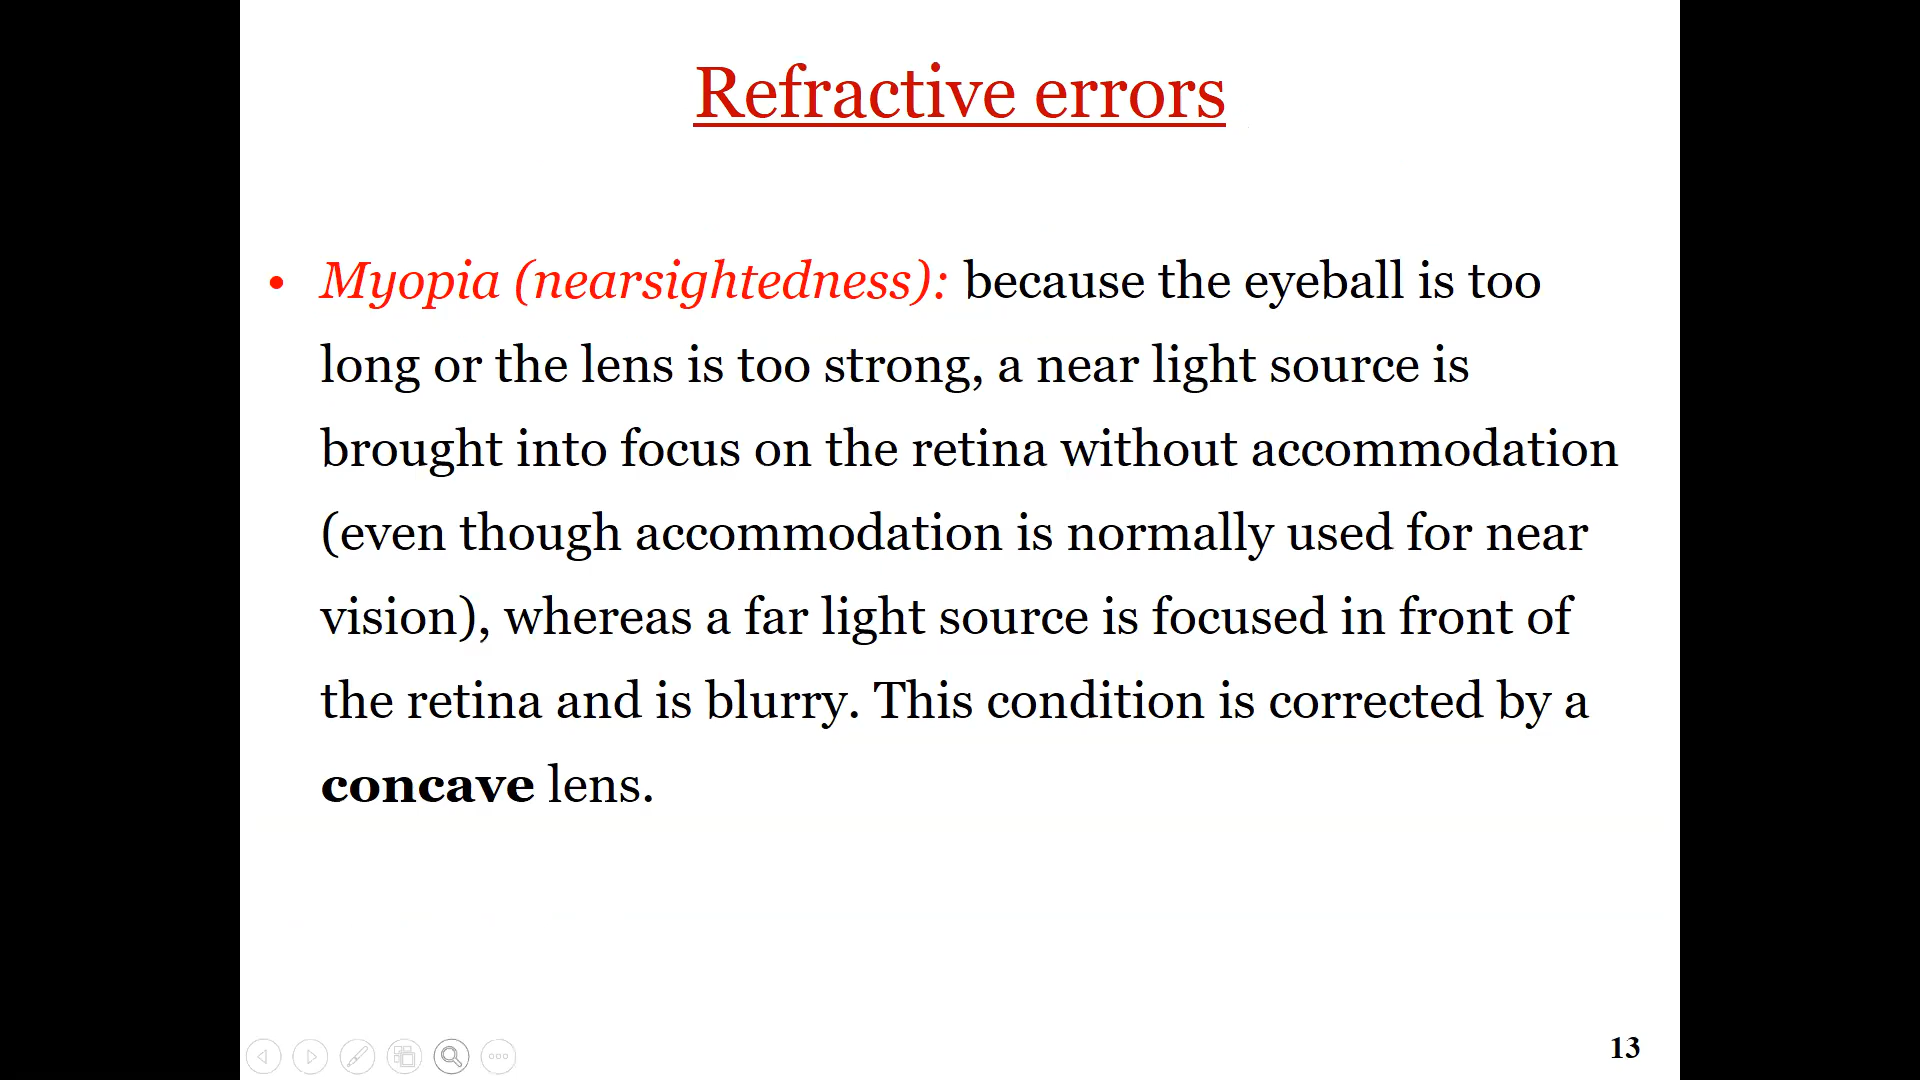 Refractive errors
• Myopia (nearsightedness): because the eyeball is too
long or the lens is too strong, a near light source is
brought into focus on the retina without accommodation
(even though accommodation is normally used for near
vision), whereas a far light source is focused in front of
the retina and is blurry. This condition is corrected by a
concave lens.
13